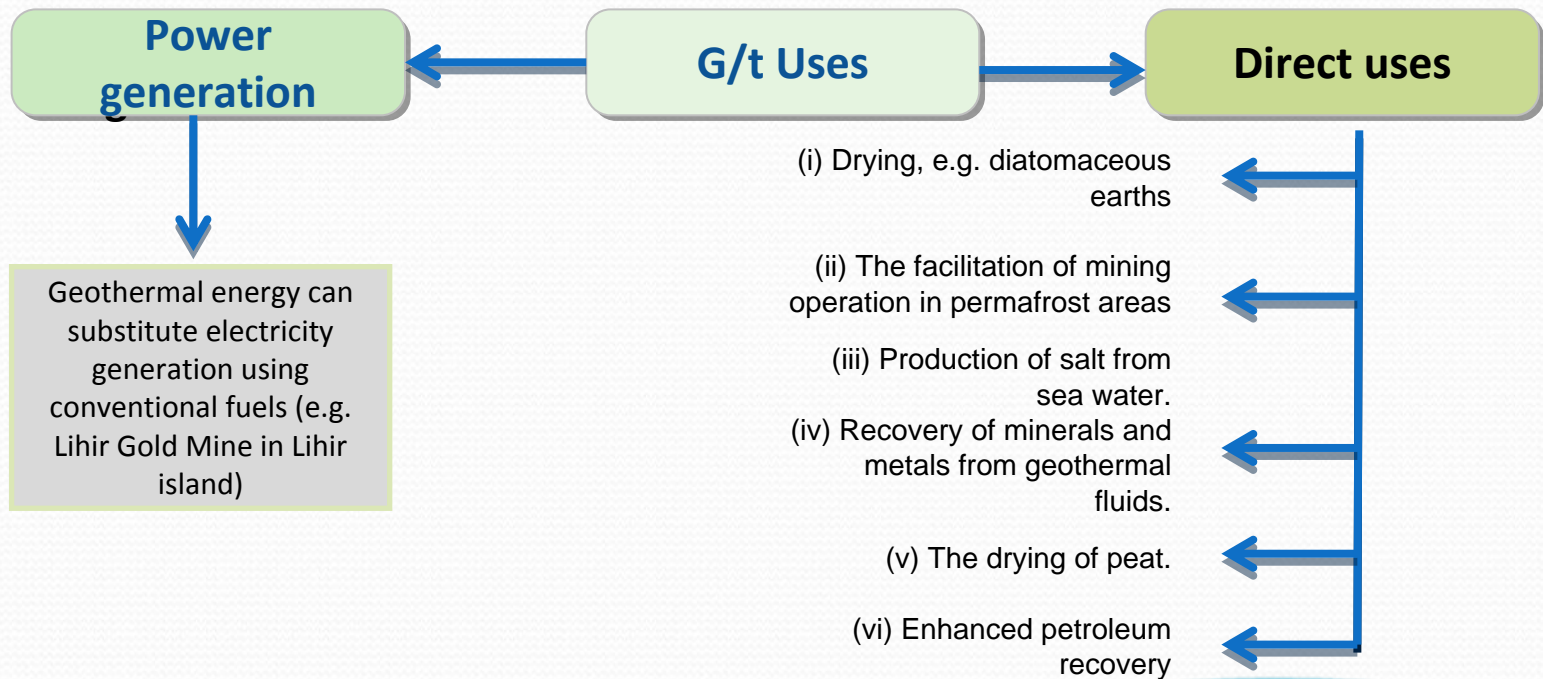 Power
generation
G/t Uses
Direct uses
Geothermal energy can
substitute electricity
generation using
conventional fuels (e.g.
Lihir Gold Mine in Lihir
island)
(i) Drying, e.g. diatomaceous
earths
(ii) The facilitation of mining
operation in permafrost areas
(iii) Production of salt from
sea water.
(iv) Recovery of minerals and
metals from geothermal
fluids.
(v) The drying of peat.
(vi) Enhanced petroleum
recovery